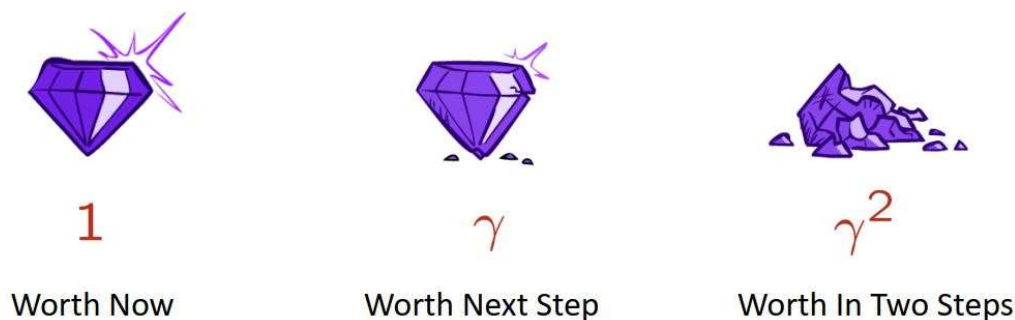 1 γ γ²
Worth Now Worth Next Step Worth In Two Steps